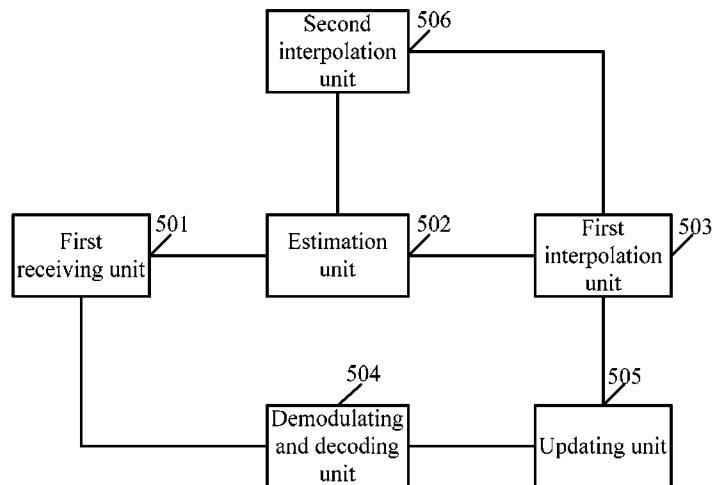 Second
interpolation
unit
506
First
receiving unit
501
Estimation
unit
502
First
interpolation
unit
503
504
Demodulating
and decoding
unit
505
Updating unit